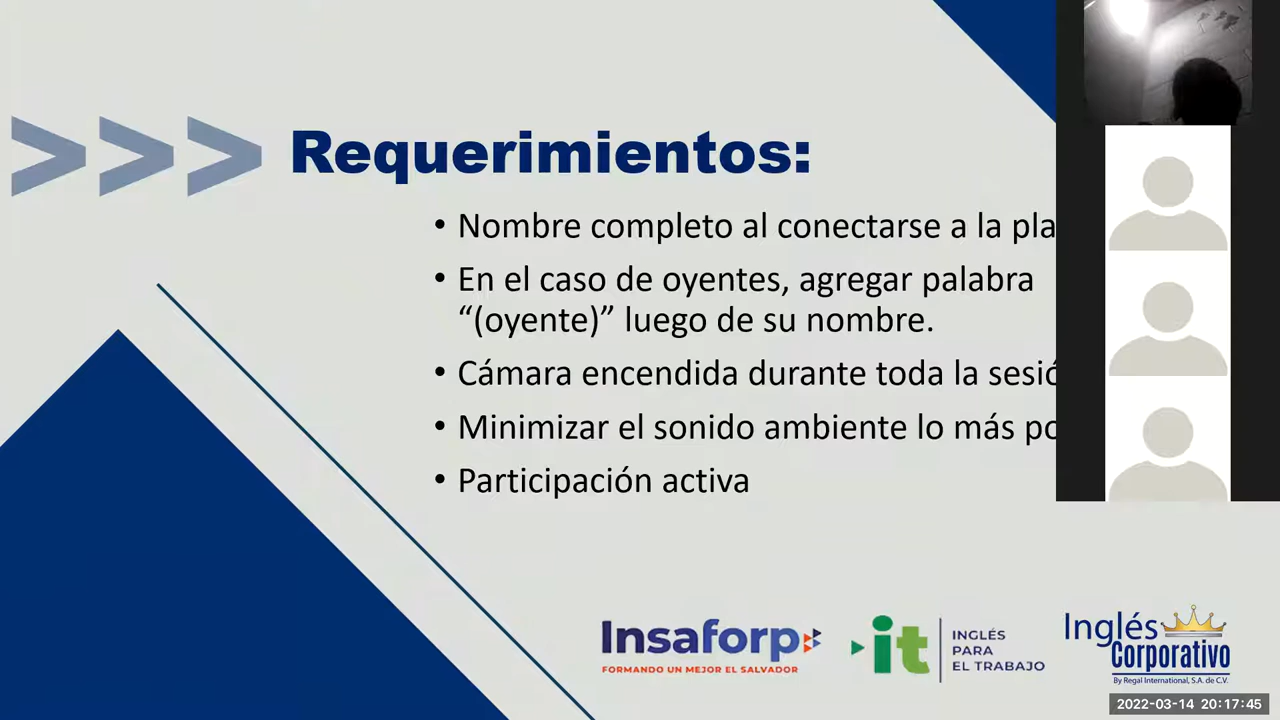 >>> Requerimientos:
• Nombre completo al conectarse a la pla
• En el caso de oyentes, agregar palabra
“(oyente)” luego de su nombre.
• Cámara encendida durante toda la sesió
• Minimizar el sonido ambiente lo más po
• Participación activa
Insaforp
FORMANDO UN MEJOR EL SALVADOR
it
INGLÉS
PARA
EL TRABAJO
Inglés
Corporativo
By Regal International, S.A. de C.V.
2022-03-14 20:17:45